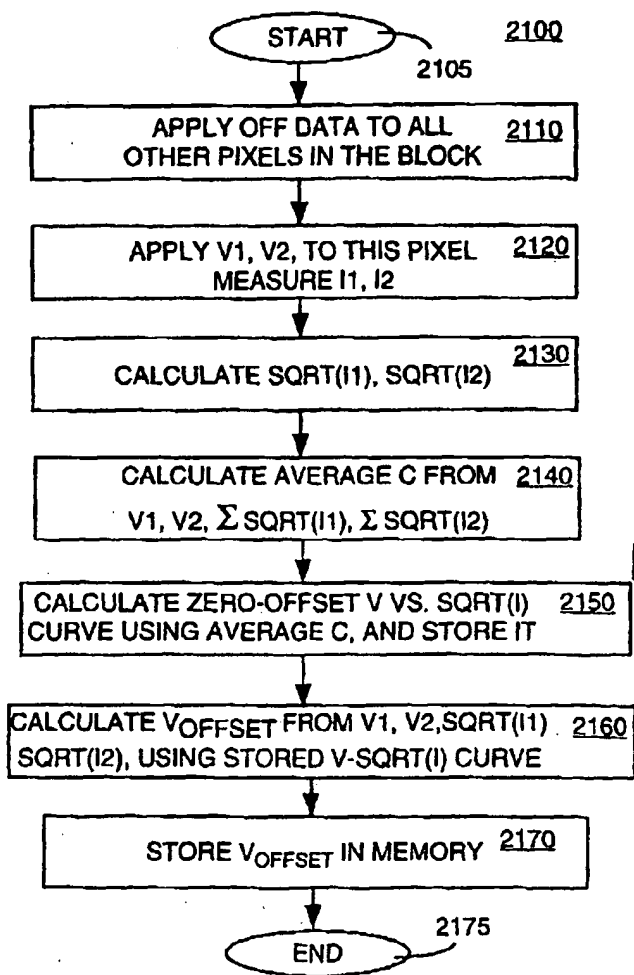 START
2100
2105
APPLY OFF DATA TO ALL 2110
OTHER PIXELS IN THE BLOCK
APPLY V1, V2, TO THIS PIXEL 2120
MEASURE I1, I2
2130
CALCULATE SQRT(I1), SQRT(I2)
CALCULATE AVERAGE C FROM 2140
V1, V2, Σ SQRT(I1), Σ SQRT(I2)
CALCULATE ZERO-OFFSET V VS. SQRT(I) 2150
CURVE USING AVERAGE C, AND STORE IT
CALCULATE VOFFSET FROM V1, V2,SQRT(I1) 2160
SQRT(I2), USING STORED V-SQRT(I) CURVE
STORE VOFFSET IN MEMORY 2170
2175
END